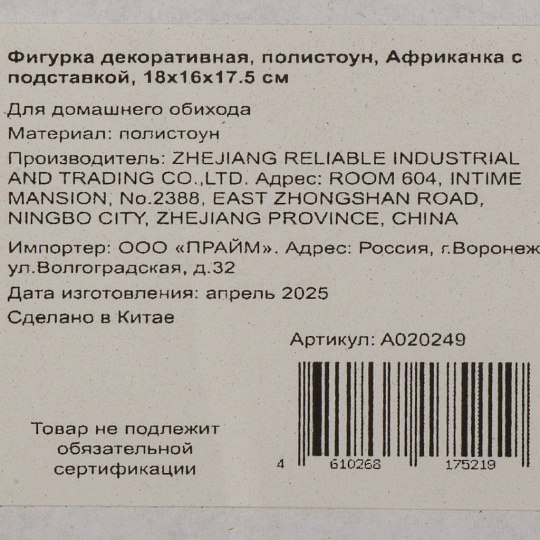 Фигурка декоративная, полистоун, Африканка с
подставкой, 18х16х17.5 см
Для домашнего обихода
Материал: полистоун
Производитель: ZHEJIANG RELIABLE INDUSTRIAL
AND TRADING CO.,LTD. Адрес: ROOM 604, INTIME
MANSION, No.2388, EAST ZHONGSHAN ROAD,
NINGBO CITY, ZHEJIANG PROVINCE, CHINA
Импортер: ООО «ПРАЙМ». Адрес: Россия, г.Воронеж
ул.Волгоградская, д.32
Дата изготовления: апрель 2025
Сделано в Китае
Артикул: A020249
Товар не подлежит
обязательной
сертификации
4 610268 175219